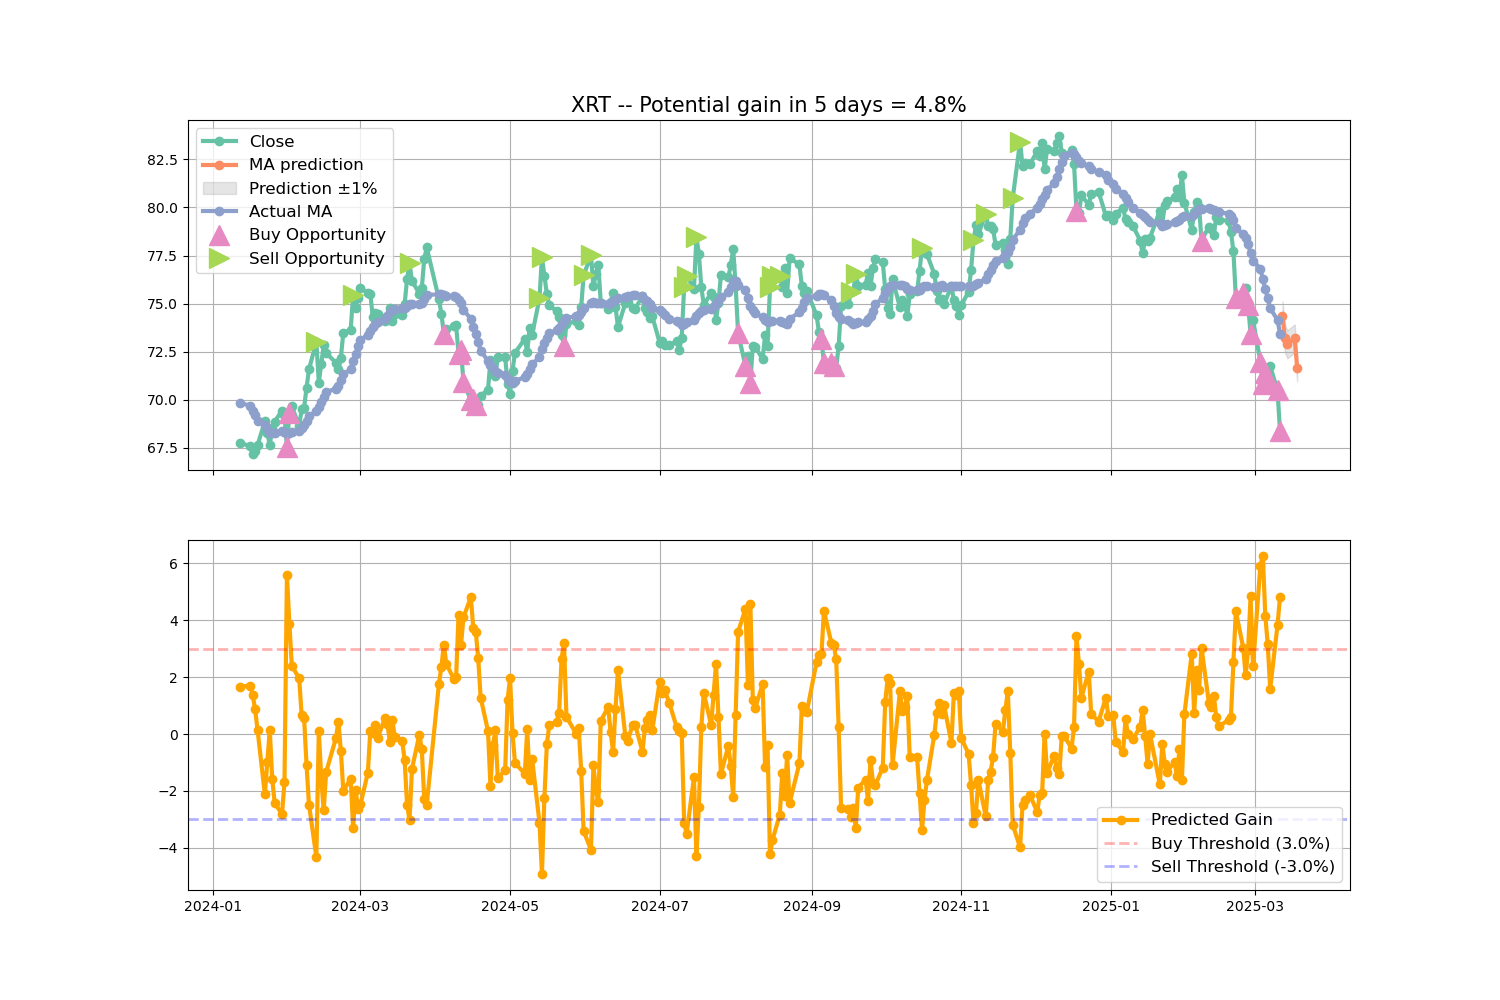 XRT -- Potential gain in 5 days = 4.8%
Close
MA prediction
Prediction ±1%
Actual MA
Buy Opportunity
Sell Opportunity
82.5
80.0
77.5
75.0
72.5
70.0
67.5
6
4
2
0
−2
−4
Predicted Gain
Buy Threshold (3.0%)
Sell Threshold (-3.0%)
2024-01 2024-03 2024-05 2024-07 2024-09 2024-11 2025-01 2025-03